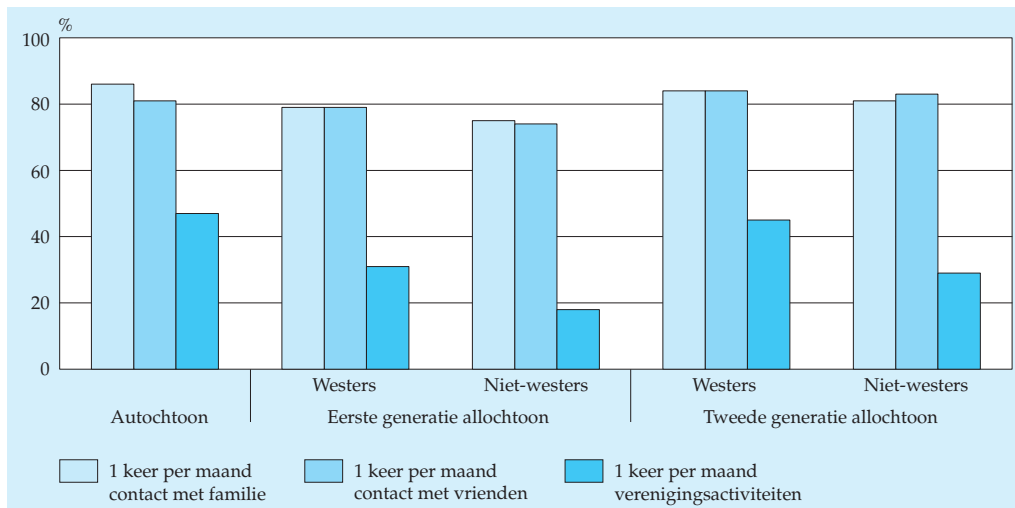 %
100
80
60
40
20
0
Westers
Niet-westers
Westers
Niet-westers
Autochtoon
Eerste generatie allochtoon
Tweede generatie allochtoon
1 keer per maand
contact met familie
1 keer per maand
contact met vrienden
1 keer per maand
verenigingsactiviteiten